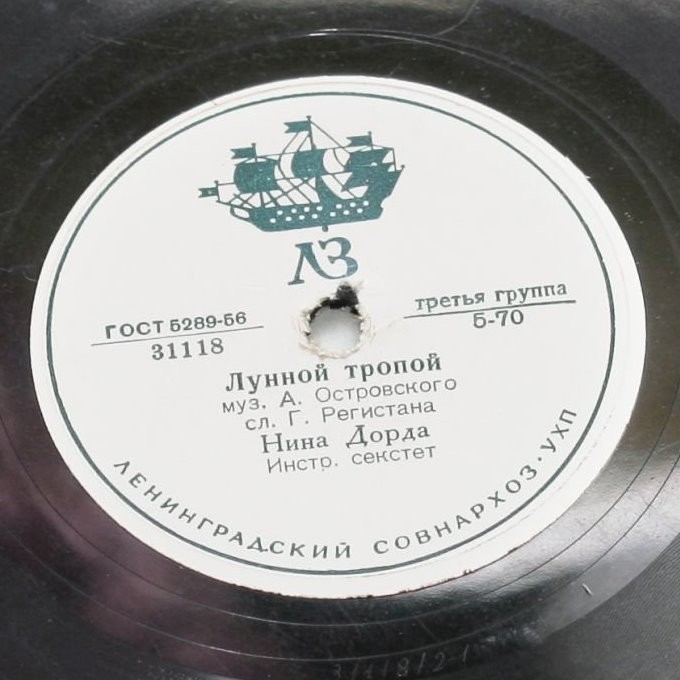 ЛЗ
ГОСТ 5289-56
31118
третья группа
5-70
Лунной тропой
муз. А. Островского
сл. Г. Регистана
Нина Дорда
Инстр. секстет
ЛЕНИНГРАДСКИЙ СОВНАРХОЗ · УХП